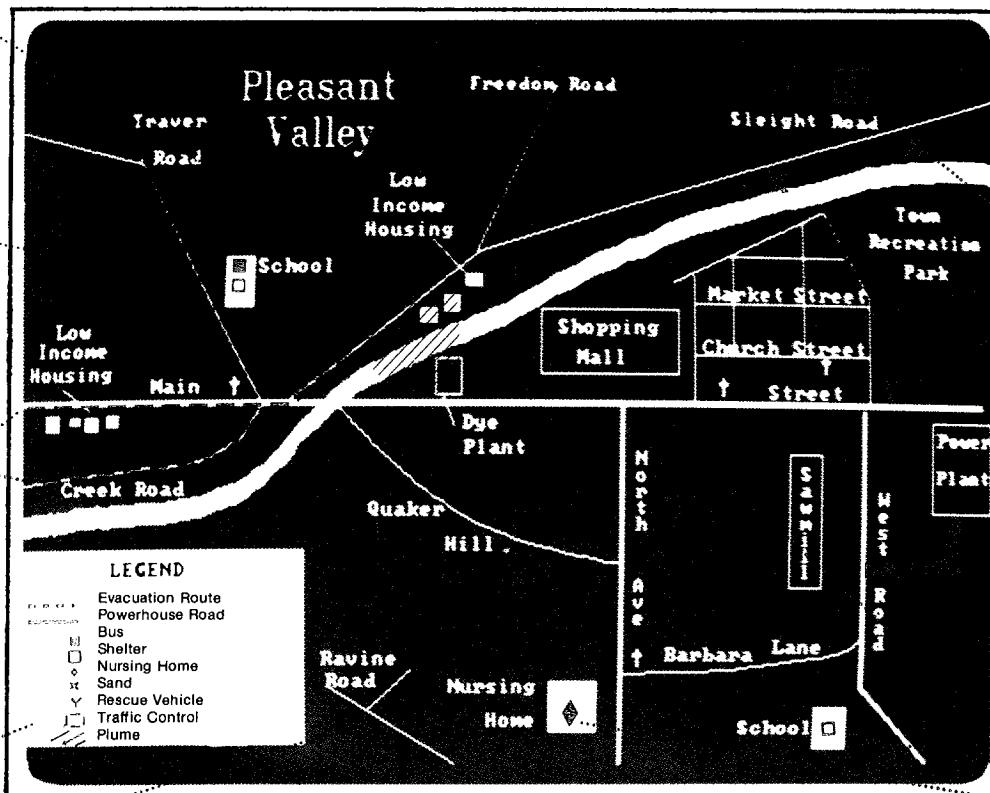 Pleasant
Valley
Freedom Road
Traver
Road
Sleight Road
Low
Income
Housing
Town
Recreation
Park
School
Market Street
Shopping
Mall
Church Street
Low
Income
Housing
Main
Street
Dye
Plant
Power
Plant
Creek Road
Quaker
Hill
North Ave
Sawmill
West Road
LEGEND
Evacuation Route
Powerhouse Road
Bus
Shelter
Nursing Home
Sand
Rescue Vehicle
Traffic Control
Plume
Ravine
Road
Barbara Lane
Nursing
Home
School